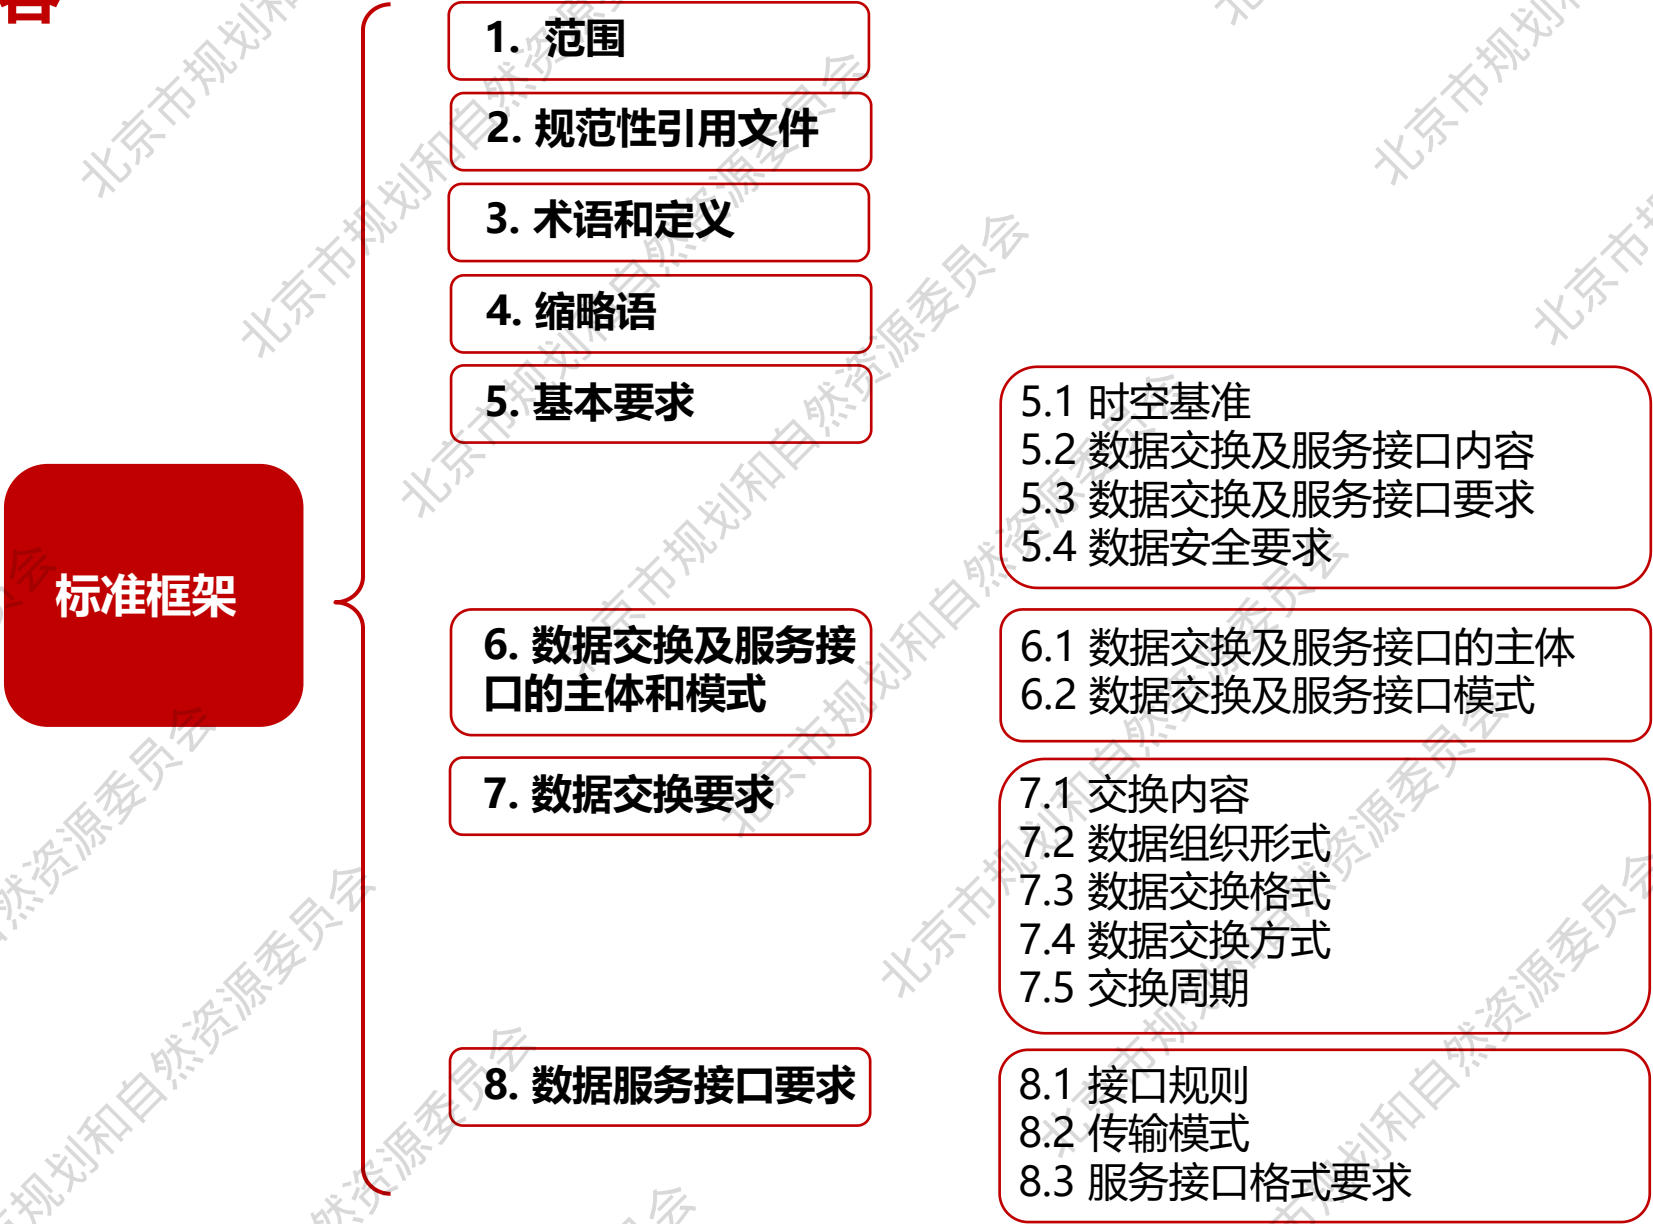 容
1. 范围
2. 规范性引用文件
3. 术语和定义
4. 缩略语
5. 基本要求
5.1 时空基准
5.2 数据交换及服务接口内容
5.3 数据交换及服务接口要求
5.4 数据安全要求
标准框架
6. 数据交换及服务接
口的主体和模式
6.1 数据交换及服务接口的主体
6.2 数据交换及服务接口模式
7. 数据交换要求
7.1 交换内容
7.2 数据组织形式
7.3 数据交换格式
7.4 数据交换方式
7.5 交换周期
8. 数据服务接口要求
8.1 接口规则
8.2 传输模式
8.3 服务接口格式要求
北京市规划和自然资源委员会